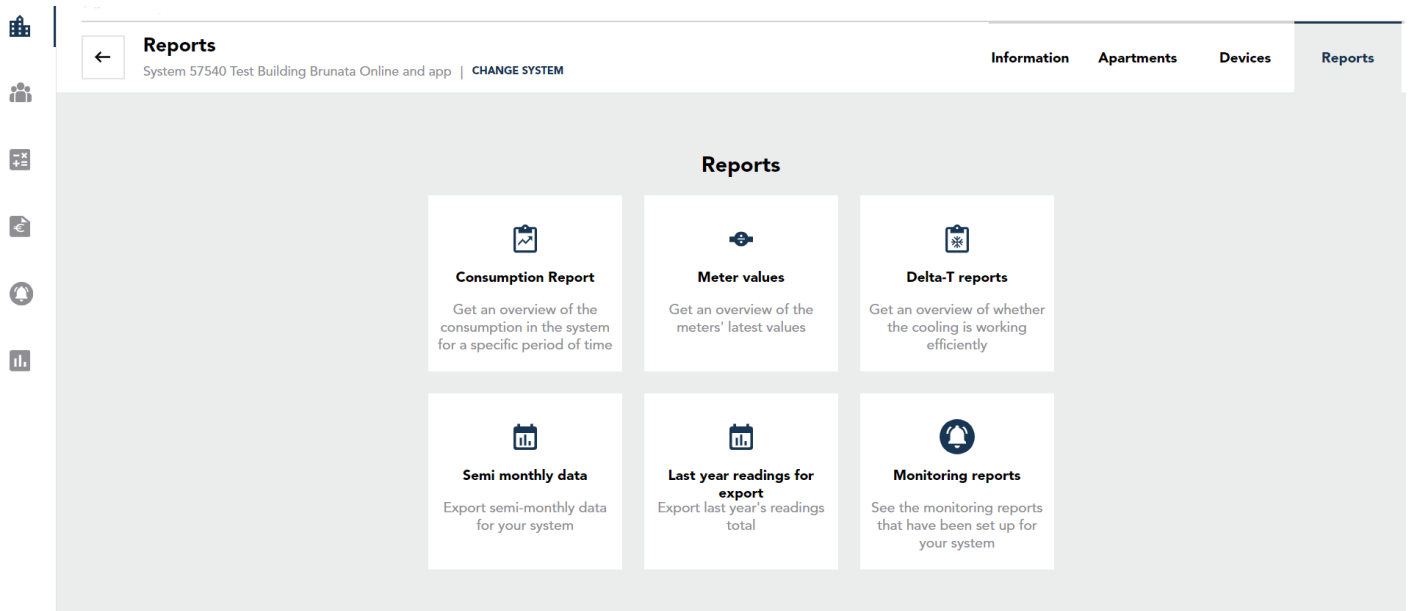 Reports
System 57540 Test Building Brunata Online and app | CHANGE SYSTEM
Information
Apartments
Devices
Reports
Reports
Consumption Report
Get an overview of the
consumption in the system
for a specific period of time
Meter values
Get an overview of the
meters' latest values
Delta-T reports
Get an overview of whether
the cooling is working
efficiently
Semi monthly data
Export semi-monthly data
for your system
Last year readings for
export
Export last year's readings
total
Monitoring reports
See the monitoring reports
that have been set up for
your system